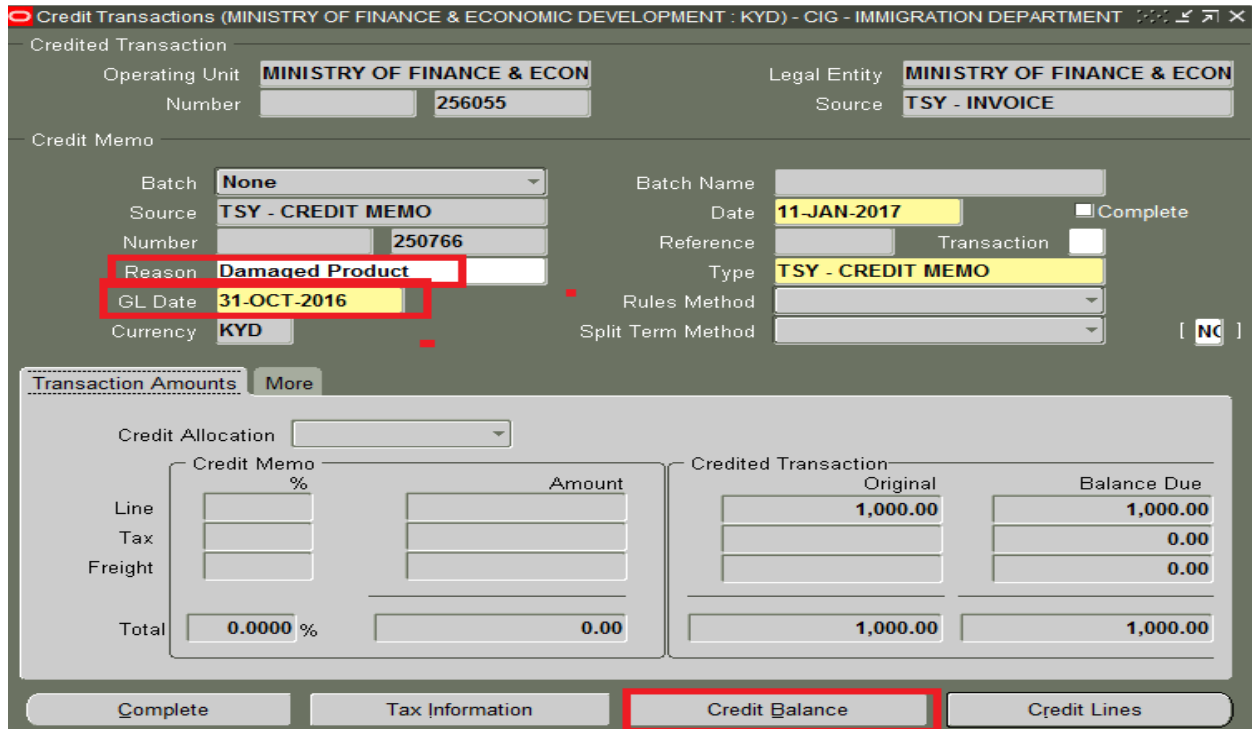 Credit Transactions (MINISTRY OF FINANCE & ECONOMIC DEVELOPMENT : KYD) - CIG - IMMIGRATION DEPARTMENT
Credited Transaction
Operating Unit MINISTRY OF FINANCE & ECON Legal Entity MINISTRY OF FINANCE & ECON
Number 256055 Source TSY - INVOICE
Credit Memo
Batch None Batch Name
Source TSY - CREDIT MEMO Date 11-JAN-2017 Complete
Number 250766 Reference Transaction
Reason Damaged Product Type TSY - CREDIT MEMO
GL Date 31-OCT-2016 Rules Method
Currency KYD Split Term Method [ NO ]
Transaction Amounts More
Credit Allocation
Credit Memo Credited Transaction
% Amount Original Balance Due
Line 1,000.00 1,000.00
Tax 0.00
Freight 0.00
Total 0.0000 % 0.00 1,000.00 1,000.00
Complete Tax Information Credit Balance Credit Lines